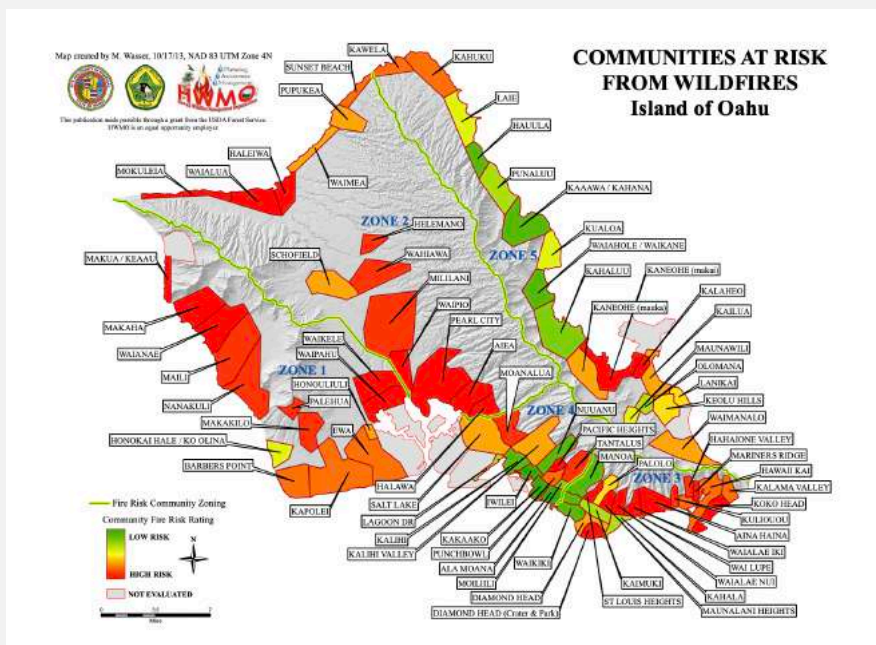 Map created by M. Wasser, 10/17/13, NAD 83 UTM Zone 4N
HWMO
This publication made possible through a grant from the USDA Forest Service.
HWMO is an equal opportunity employer.
COMMUNITIES AT RISK
FROM WILDFIRES
Island of Oahu
KAWELA
SUNSET BEACH
KAHUKU
PUPUKEA
LAIE
HAUULA
HALEIWA
MOKULEIA
WAIALUA
WAIMEA
PUNALUU
KAAAWA / KAHANA
ZONE 2
HELEMANO
KUALOA
WAIAHOLE / WAIKANE
ZONE 5
MAKUA / KEAAU
SCHOFIELD
WAHIAWA
KAHALUU
KANEOHE (makai)
MILILANI
KANEOHE (mauka)
KALAHEO
WAIPIO
KAILUA
MAKAHA
PEARL CITY
WAIKELE
AIEA
MAUNAWILI
WAIANAE
WAIPAHU
OLOMANA
ZONE 1
MOANALUA
MAILI
HONOULIULI
LANIKAI
PALEHUA
NUUANU
KEOLU HILLS
NANAKULI
ZONE 4
PACIFIC HEIGHTS
WAIMANALO
MAKAKILO
TANTALUS
EWA
MANOA
HAHAIONE VALLEY
HONOKAI HALE / KO OLINA
PALOLO
MARINERS RIDGE
BARBERS POINT
HALAWA
ZONE 3
HAWAII KAI
KALAMA VALLEY
SALT LAKE
IWILEI
KOKO HEAD
KAPOLEI
LAGOON DR
KULIOUOU
KALIHI
KAKAAKO
AINA HAINA
KALIHI VALLEY
PUNCHBOWL
WAIKIKI
WAIALAE IKI
ALA MOANA
WAI LUPE
MOILIILI
KAIMUKI
WAIALAE NUI
DIAMOND HEAD
ST LOUIS HEIGHTS
KAHALA
DIAMOND HEAD (Crater & Park)
MAUNALANI HEIGHTS
Fire Risk Community Zoning
Community Fire Risk Rating
LOW RISK
N
HIGH RISK
NOT EVALUATED
Miles